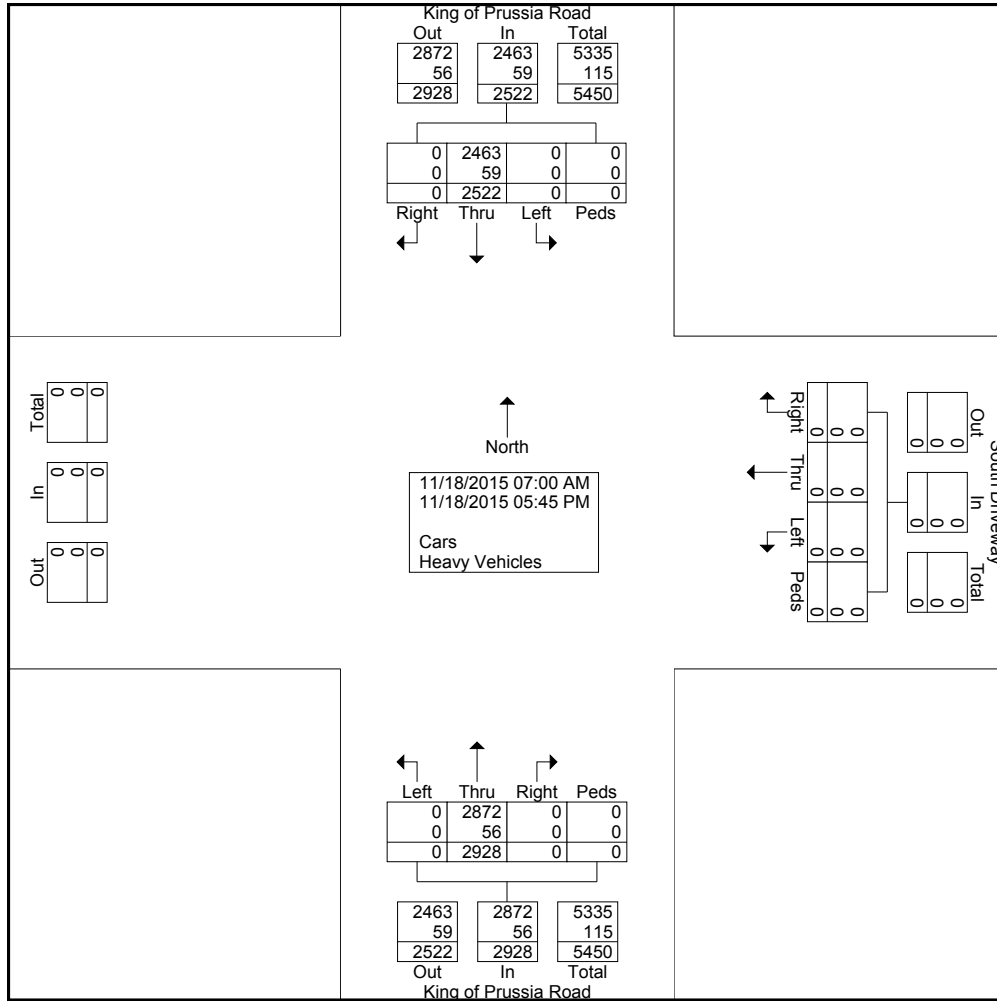 King of Prussia Road
Out In Total
2872 2463 5335
56 59 115
2928 2522 5450
0 2463 0 0
0 59 0 0
0 2522 0 0
Right Thru Left Peds
Total
0 0 0
In
0 0 0
Out
0 0 0
North
11/18/2015 07:00 AM
11/18/2015 05:45 PM
Cars
Heavy Vehicles
Right
0 0 0
Thru
0 0 0
Left
0 0 0
Peds
0 0 0
South Driveway
Out
0 0 0
In
0 0 0
Total
0 0 0
Left Thru Right Peds
0 2872 0 0
0 56 0 0
0 2928 0 0
2463 2872 5335
59 56 115
2522 2928 5450
Out In Total
King of Prussia Road